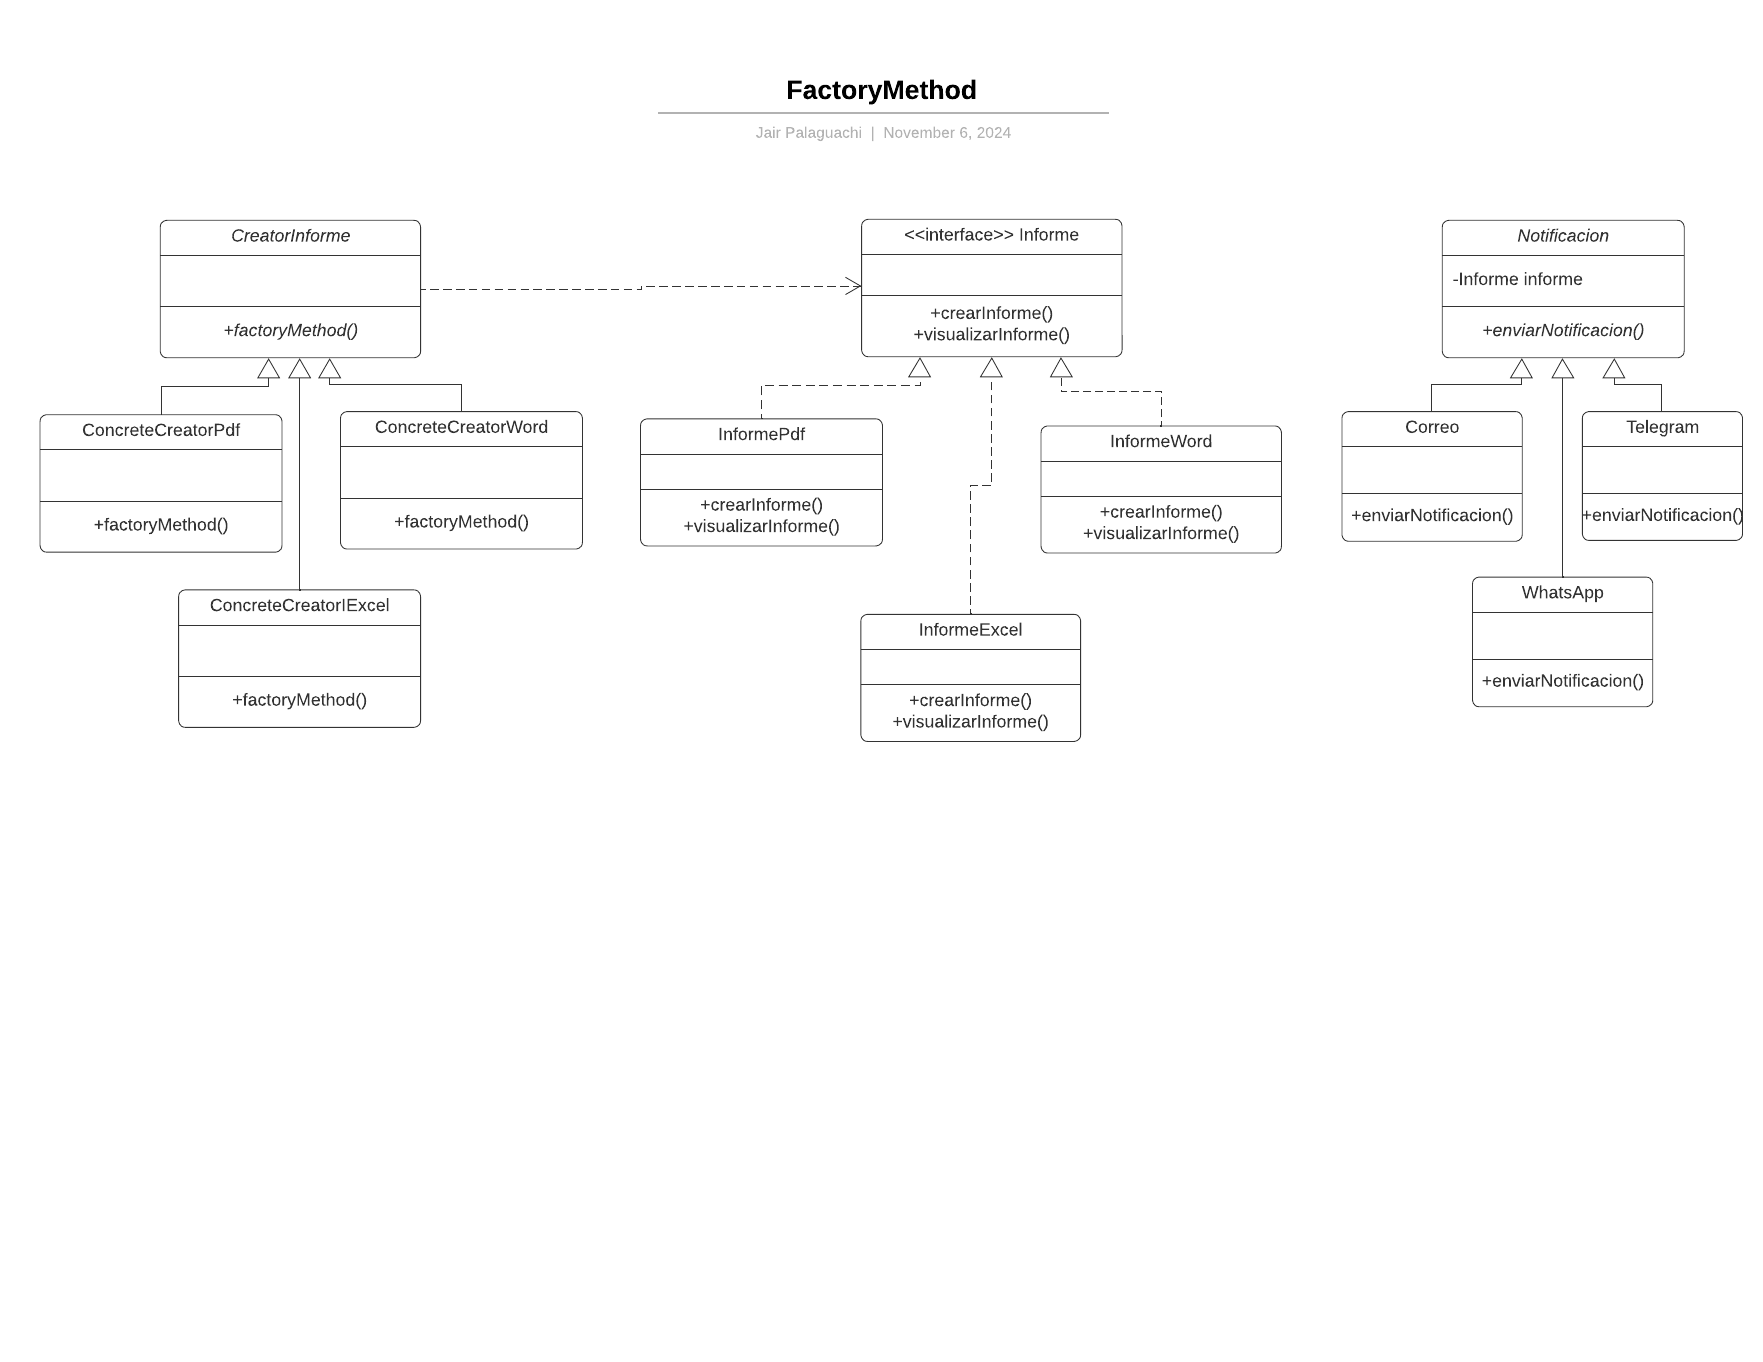 FactoryMethod
Jair Palaguachi | November 6, 2024
CreatorInforme
+factoryMethod()
<<interface>> Informe
+crearInforme()
+visualizarInforme()
Notificacion
-Informe informe
+enviarNotificacion()
ConcreteCreatorPdf
+factoryMethod()
ConcreteCreatorWord
+factoryMethod()
ConcreteCreatorIExcel
+factoryMethod()
InformePdf
+crearInforme()
+visualizarInforme()
InformeWord
+crearInforme()
+visualizarInforme()
InformeExcel
+crearInforme()
+visualizarInforme()
Correo
+enviarNotificacion()
Telegram
+enviarNotificacion()
WhatsApp
+enviarNotificacion()